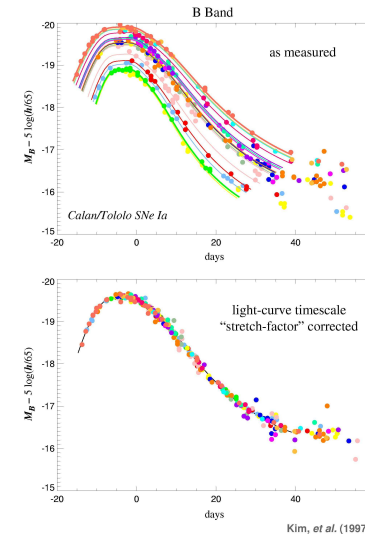 B Band
-20
as measured
-19
-18
-17
-16
Calan/Tololo SNe Ia
-15
-20
0
20
40
days
M_B – 5 log(h/65)
-20
light-curve timescale
“stretch-factor” corrected
-19
-18
-17
-16
-15
-20
0
20
40
days
M_B – 5 log(h/65)
Kim, et al. (1997